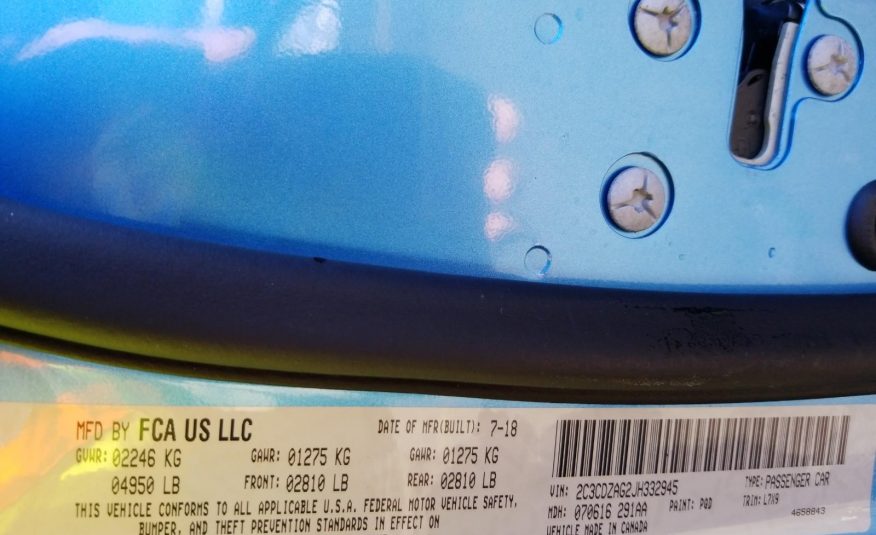 MFD BY FCA US LLC DATE OF MFR(BUILT): 7-18
GVWR: 02246 KG GAWR: 01275 KG GAWR: 01275 KG
04950 LB FRONT: 02810 LB REAR: 02810 LB
THIS VEHICLE CONFORMS TO ALL APPLICABLE U.S.A. FEDERAL MOTOR VEHICLE SAFETY,
BUMPER, AND THEFT PREVENTION STANDARDS IN EFFECT ON
VIN: 2C3CDZAG2JH332945 TYPE: PASSENGER CAR
MDH: 070616 291AA PAINT: PQD TRIM: L7X9
VEHICLE MADE IN CANADA 4658843